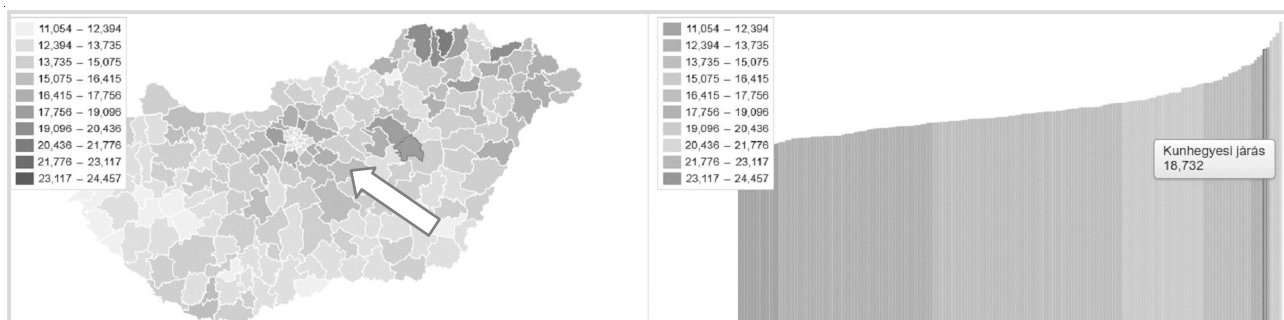 11,054 – 12,394
12,394 – 13,735
13,735 – 15,075
15,075 – 16,415
16,415 – 17,756
17,756 – 19,096
19,096 – 20,436
20,436 – 21,776
21,776 – 23,117
23,117 – 24,457
11,054 – 12,394
12,394 – 13,735
13,735 – 15,075
15,075 – 16,415
16,415 – 17,756
17,756 – 19,096
19,096 – 20,436
20,436 – 21,776
21,776 – 23,117
23,117 – 24,457
Kunhegyesi járás
18,732